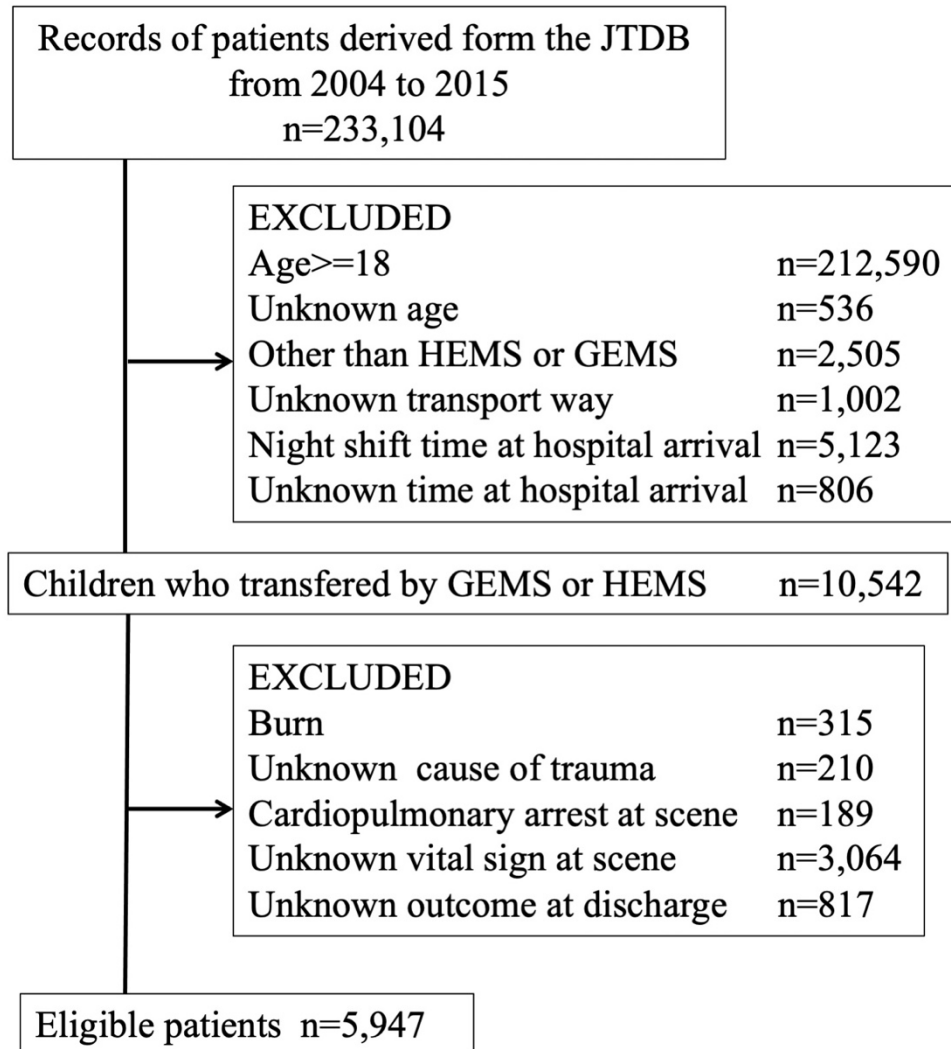 Records of patients derived form the JTDB
from 2004 to 2015
n=233,104
EXCLUDED
Age>=18 n=212,590
Unknown age n=536
Other than HEMS or GEMS n=2,505
Unknown transport way n=1,002
Night shift time at hospital arrival n=5,123
Unknown time at hospital arrival n=806
Children who transfered by GEMS or HEMS n=10,542
EXCLUDED
Burn n=315
Unknown cause of trauma n=210
Cardiopulmonary arrest at scene n=189
Unknown vital sign at scene n=3,064
Unknown outcome at discharge n=817
Eligible patients n=5,947